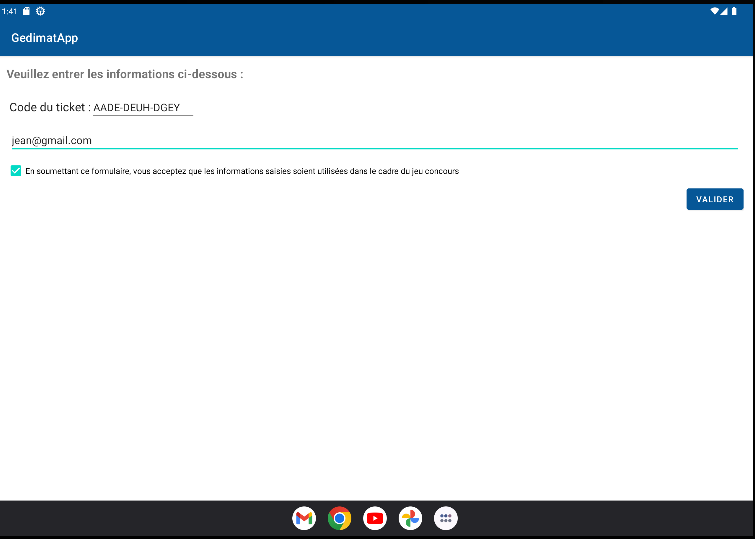 1:41
GedimatApp
Veuillez entrer les informations ci-dessous :
Code du ticket : AADE-DEUH-DGEY
jean@gmail.com
En soumettant ce formulaire, vous acceptez que les informations saisies soient utilisées dans le cadre du jeu concours
VALIDER